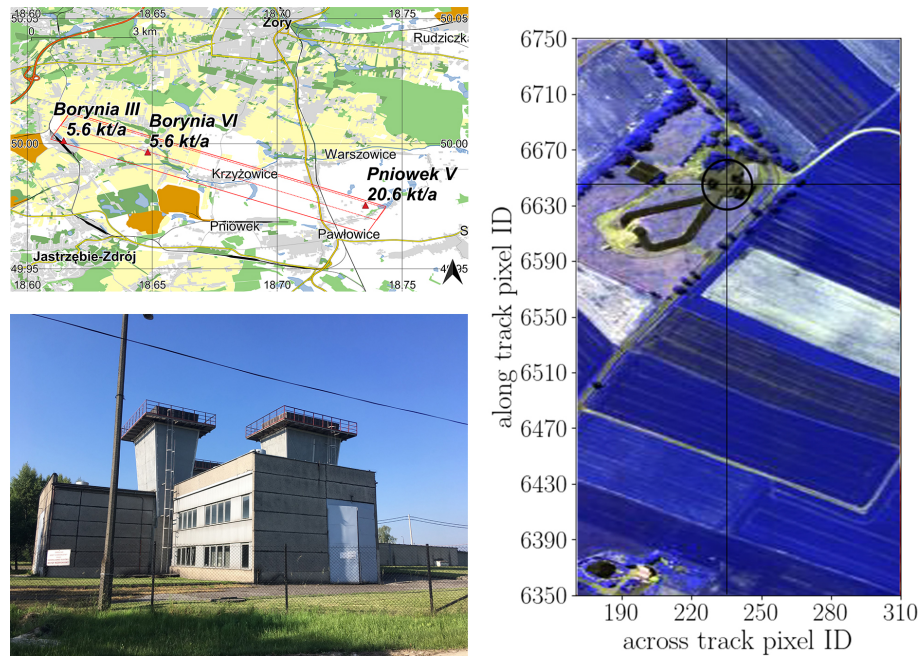 50.05
18.60
18.65
18.70
18.75
50.05
0
3 km
Żory
Rudziczk
Borynia III
5.6 kt/a
Borynia VI
5.6 kt/a
50.00
50.00
Warszowice
Krzyżowice
Pniowek V
20.6 kt/a
Pniówek
Pawłowice
S
Jastrzębie-Zdrój
49.95
49.95
18.60
18.65
18.70
18.75
along track pixel ID
6750
6710
6670
6630
6590
6550
6510
6470
6430
6390
6350
190
220
250
280
310
across track pixel ID